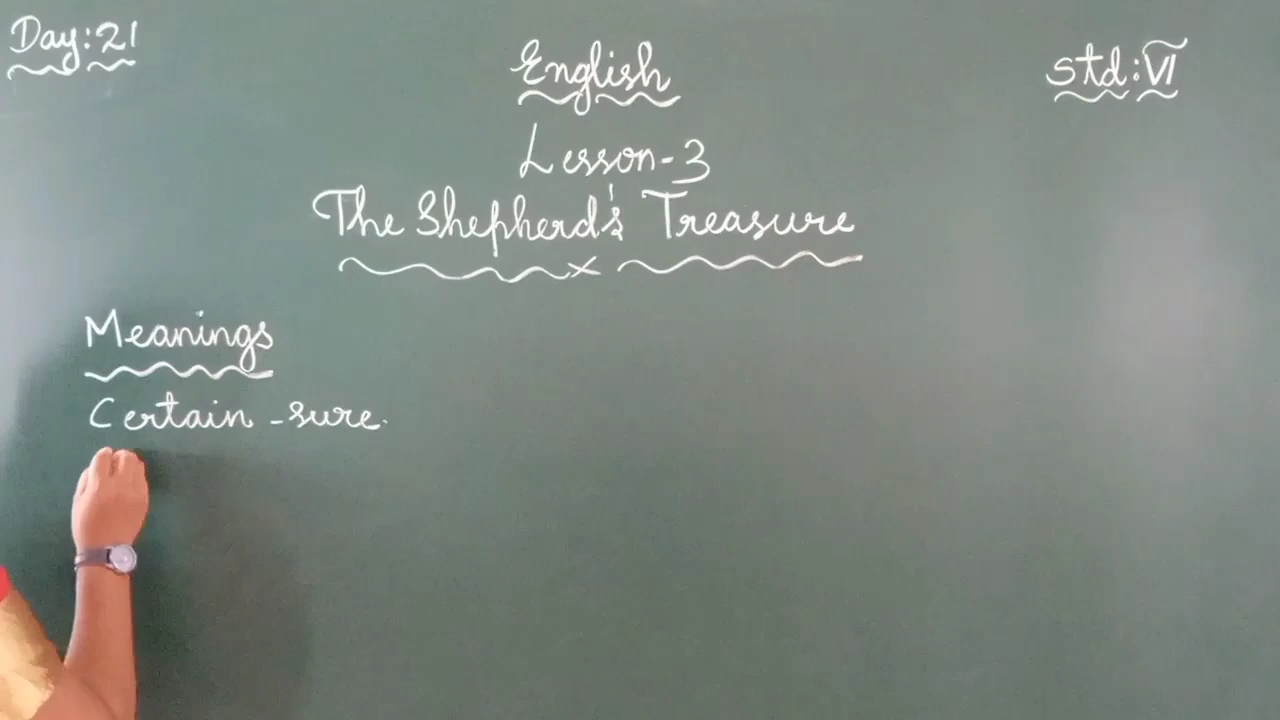 Day: 21
English
std: VI
Lesson-3
The Shepherd's Treasure
Meanings
Certain - sure.